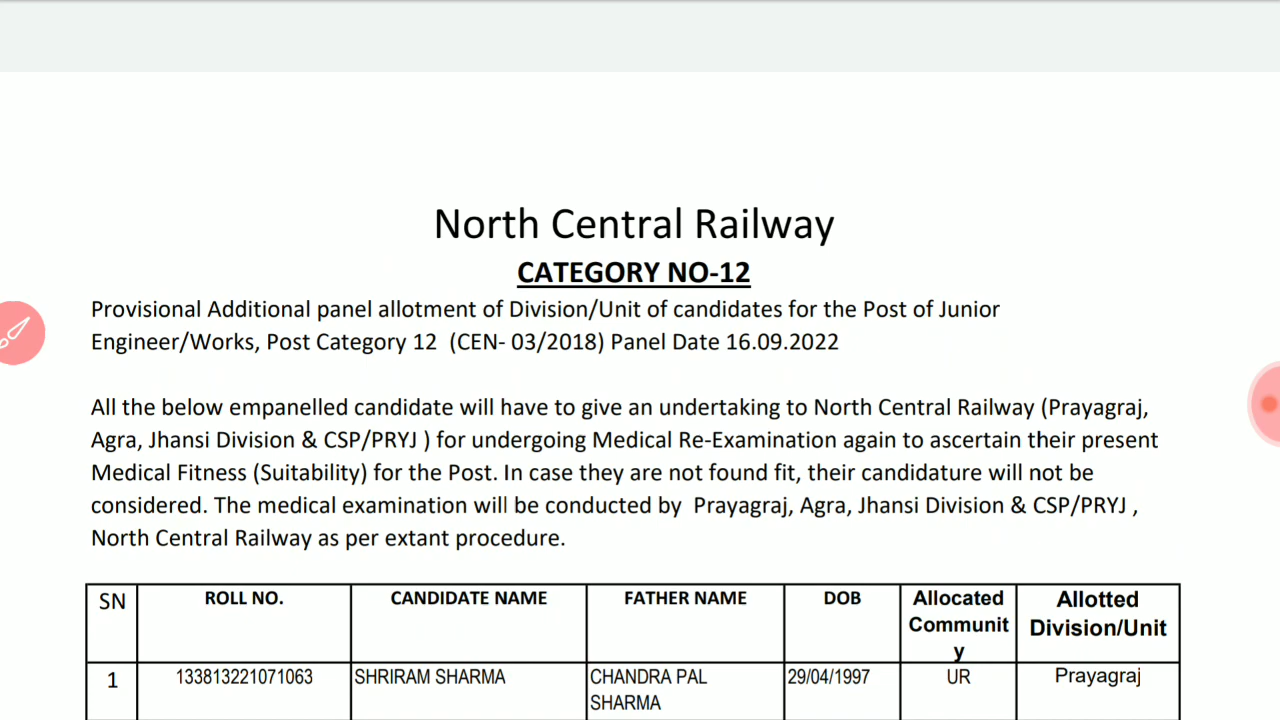 North Central Railway
CATEGORY NO-12
Provisional Additional panel allotment of Division/Unit of candidates for the Post of Junior
Engineer/Works, Post Category 12 (CEN- 03/2018) Panel Date 16.09.2022
All the below empanelled candidate will have to give an undertaking to North Central Railway (Prayagraj,
Agra, Jhansi Division & CSP/PRYJ ) for undergoing Medical Re-Examination again to ascertain their present
Medical Fitness (Suitability) for the Post. In case they are not found fit, their candidature will not be
considered. The medical examination will be conducted by Prayagraj, Agra, Jhansi Division & CSP/PRYJ ,
North Central Railway as per extant procedure.
SN ROLL NO. CANDIDATE NAME FATHER NAME DOB Allocated Allotted
Communit Division/Unit
y
1 133813221071063 SHRIRAM SHARMA CHANDRA PAL 29/04/1997 UR Prayagraj
SHARMA